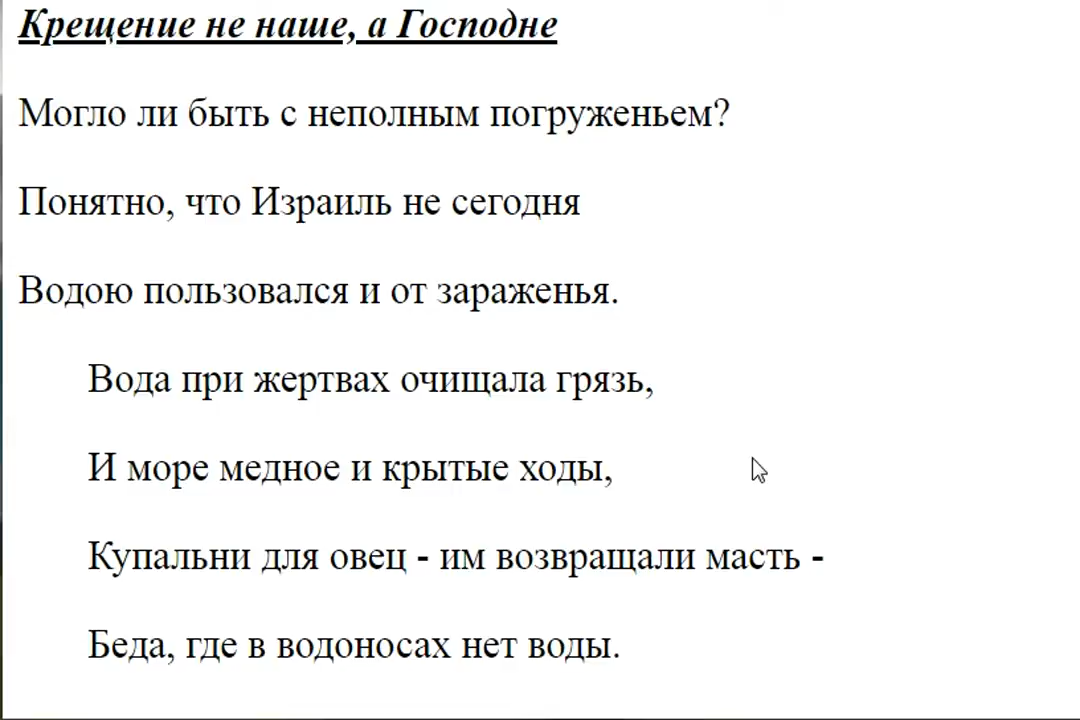 Крещение не наше, а Господне
Могло ли быть с неполным погруженьем?
Понятно, что Израиль не сегодня
Водою пользовался и от зараженья.
Вода при жертвах очищала грязь,
И море медное и крытые ходы,
Купальни для овец - им возвращали масть -
Беда, где в водоносах нет воды.